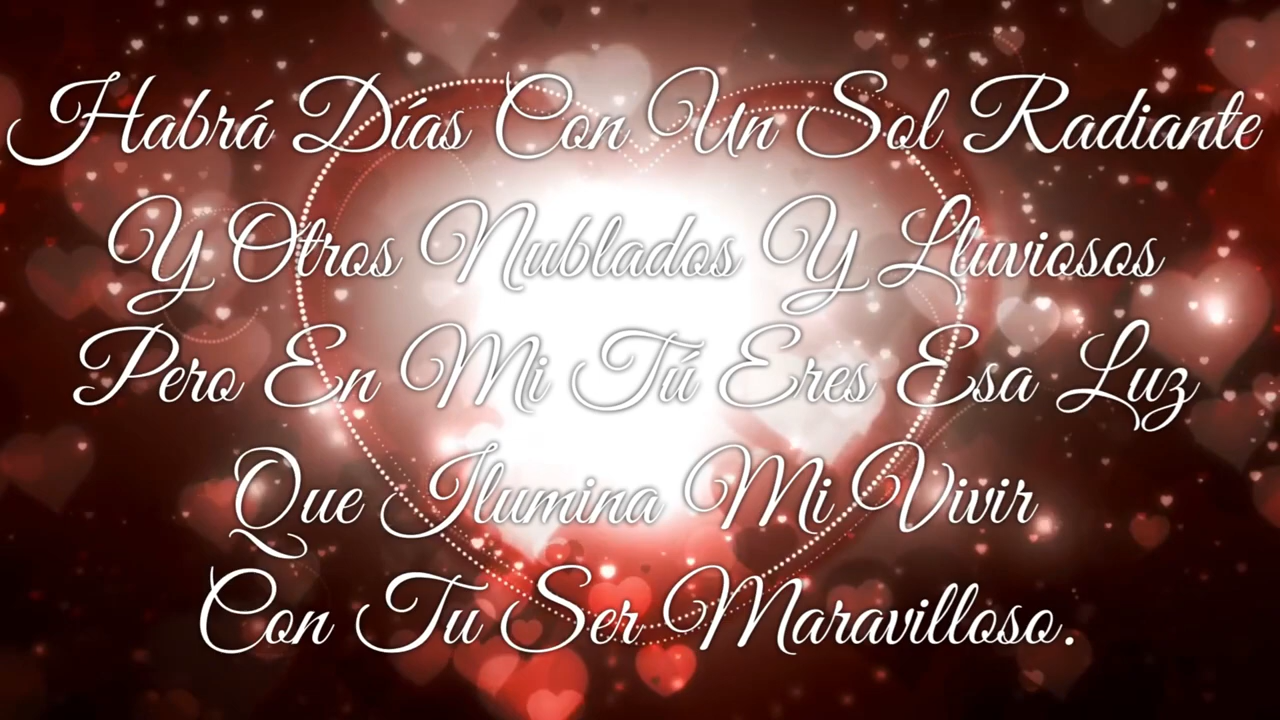 Habrá Días Con Un Sol Radiante
Y Otros Nublados Y Lluviosos
Pero En Mi Tú Eres Esa Luz
Que Ilumina Mi Vivir
Con Tu Ser Maravilloso.